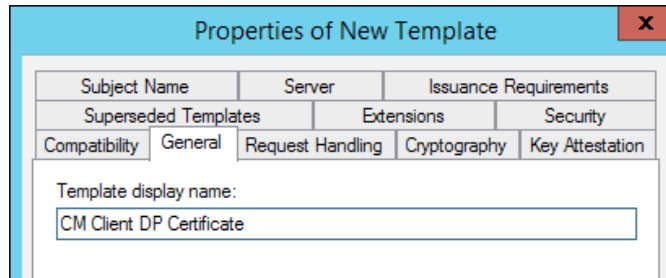 Properties of New Template
x
Subject Name Server Issuance Requirements
Superseded Templates Extensions Security
Compatibility General Request Handling Cryptography Key Attestation
Template display name:
CM Client DP Certificate